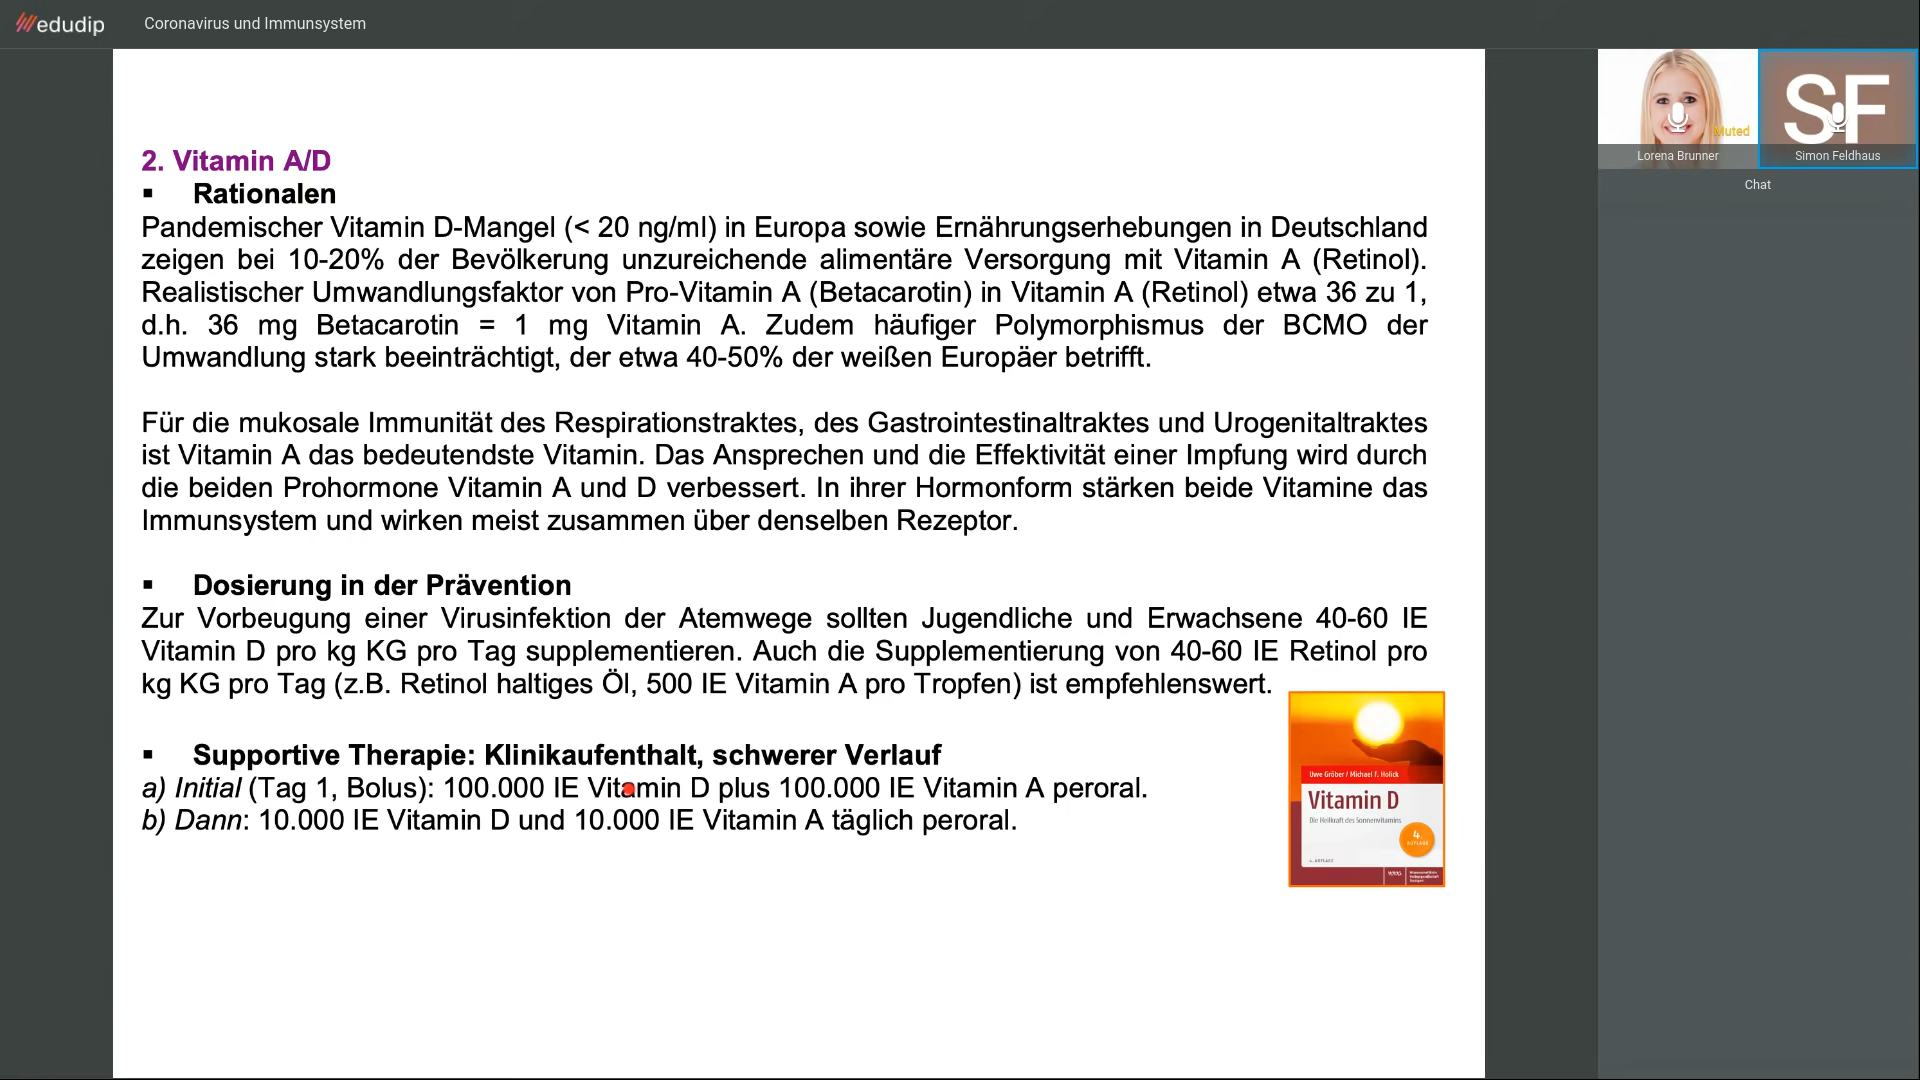 edudip
Coronavirus und Immunsystem
2. Vitamin A/D
▪ Rationalen
Pandemischer Vitamin D-Mangel (< 20 ng/ml) in Europa sowie Ernährungserhebungen in Deutschland
zeigen bei 10-20% der Bevölkerung unzureichende alimentäre Versorgung mit Vitamin A (Retinol).
Realistischer Umwandlungsfaktor von Pro-Vitamin A (Betacarotin) in Vitamin A (Retinol) etwa 36 zu 1,
d.h. 36 mg Betacarotin = 1 mg Vitamin A. Zudem häufiger Polymorphismus der BCMO der
Umwandlung stark beeinträchtigt, der etwa 40-50% der weißen Europäer betrifft.
Für die mukosale Immunität des Respirationstraktes, des Gastrointestinaltraktes und Urogenitaltraktes
ist Vitamin A das bedeutendste Vitamin. Das Ansprechen und die Effektivität einer Impfung wird durch
die beiden Prohormone Vitamin A und D verbessert. In ihrer Hormonform stärken beide Vitamine das
Immunsystem und wirken meist zusammen über denselben Rezeptor.
▪ Dosierung in der Prävention
Zur Vorbeugung einer Virusinfektion der Atemwege sollten Jugendliche und Erwachsene 40-60 IE
Vitamin D pro kg KG pro Tag supplementieren. Auch die Supplementierung von 40-60 IE Retinol pro
kg KG pro Tag (z.B. Retinol haltiges Öl, 500 IE Vitamin A pro Tropfen) ist empfehlenswert.
▪ Supportive Therapie: Klinikaufenthalt, schwerer Verlauf
a) Initial (Tag 1, Bolus): 100.000 IE Vitamin D plus 100.000 IE Vitamin A peroral.
b) Dann: 10.000 IE Vitamin D und 10.000 IE Vitamin A täglich peroral.
Uwe Gröber / Michael F. Holick
Vitamin D
Die Heilkraft des Sonnenvitamins
4.
AUFLAGE
4. AUFLAGE
Muted
Lorena Brunner
SF
Simon Feldhaus
Chat